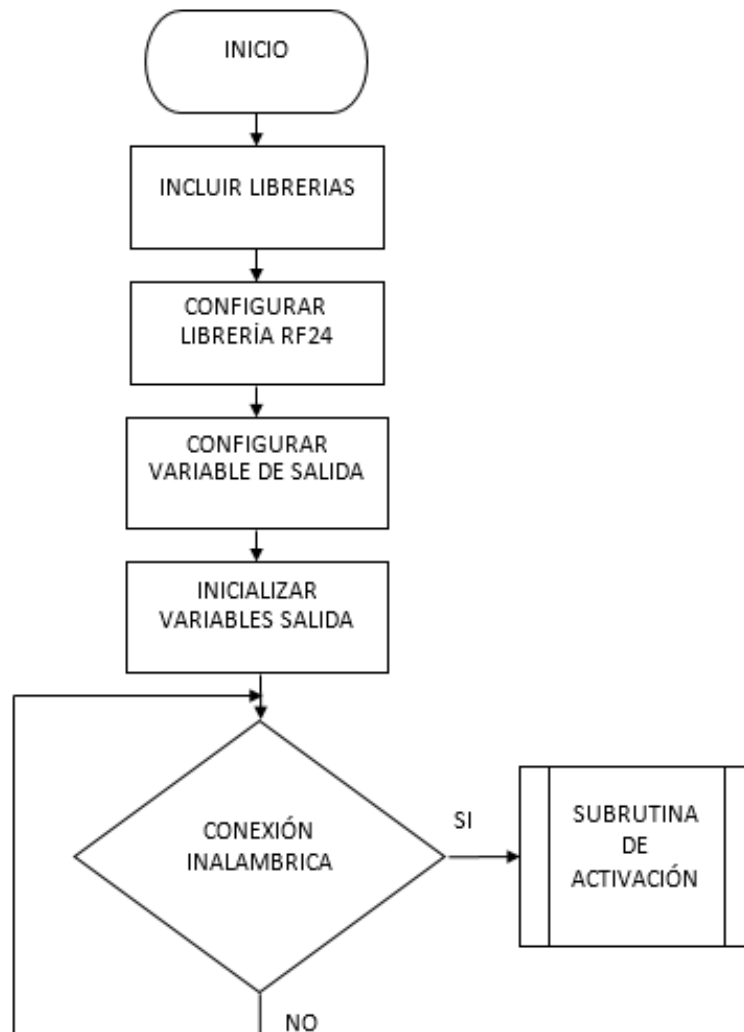 INICIO
INCLUIR LIBRERIAS
CONFIGURAR
LIBRERÍA RF24
CONFIGURAR
VARIABLE DE SALIDA
INICIALIZAR
VARIABLES SALIDA
CONEXIÓN
INALAMBRICA
SI
SUBRUTINA
DE
ACTIVACIÓN
NO